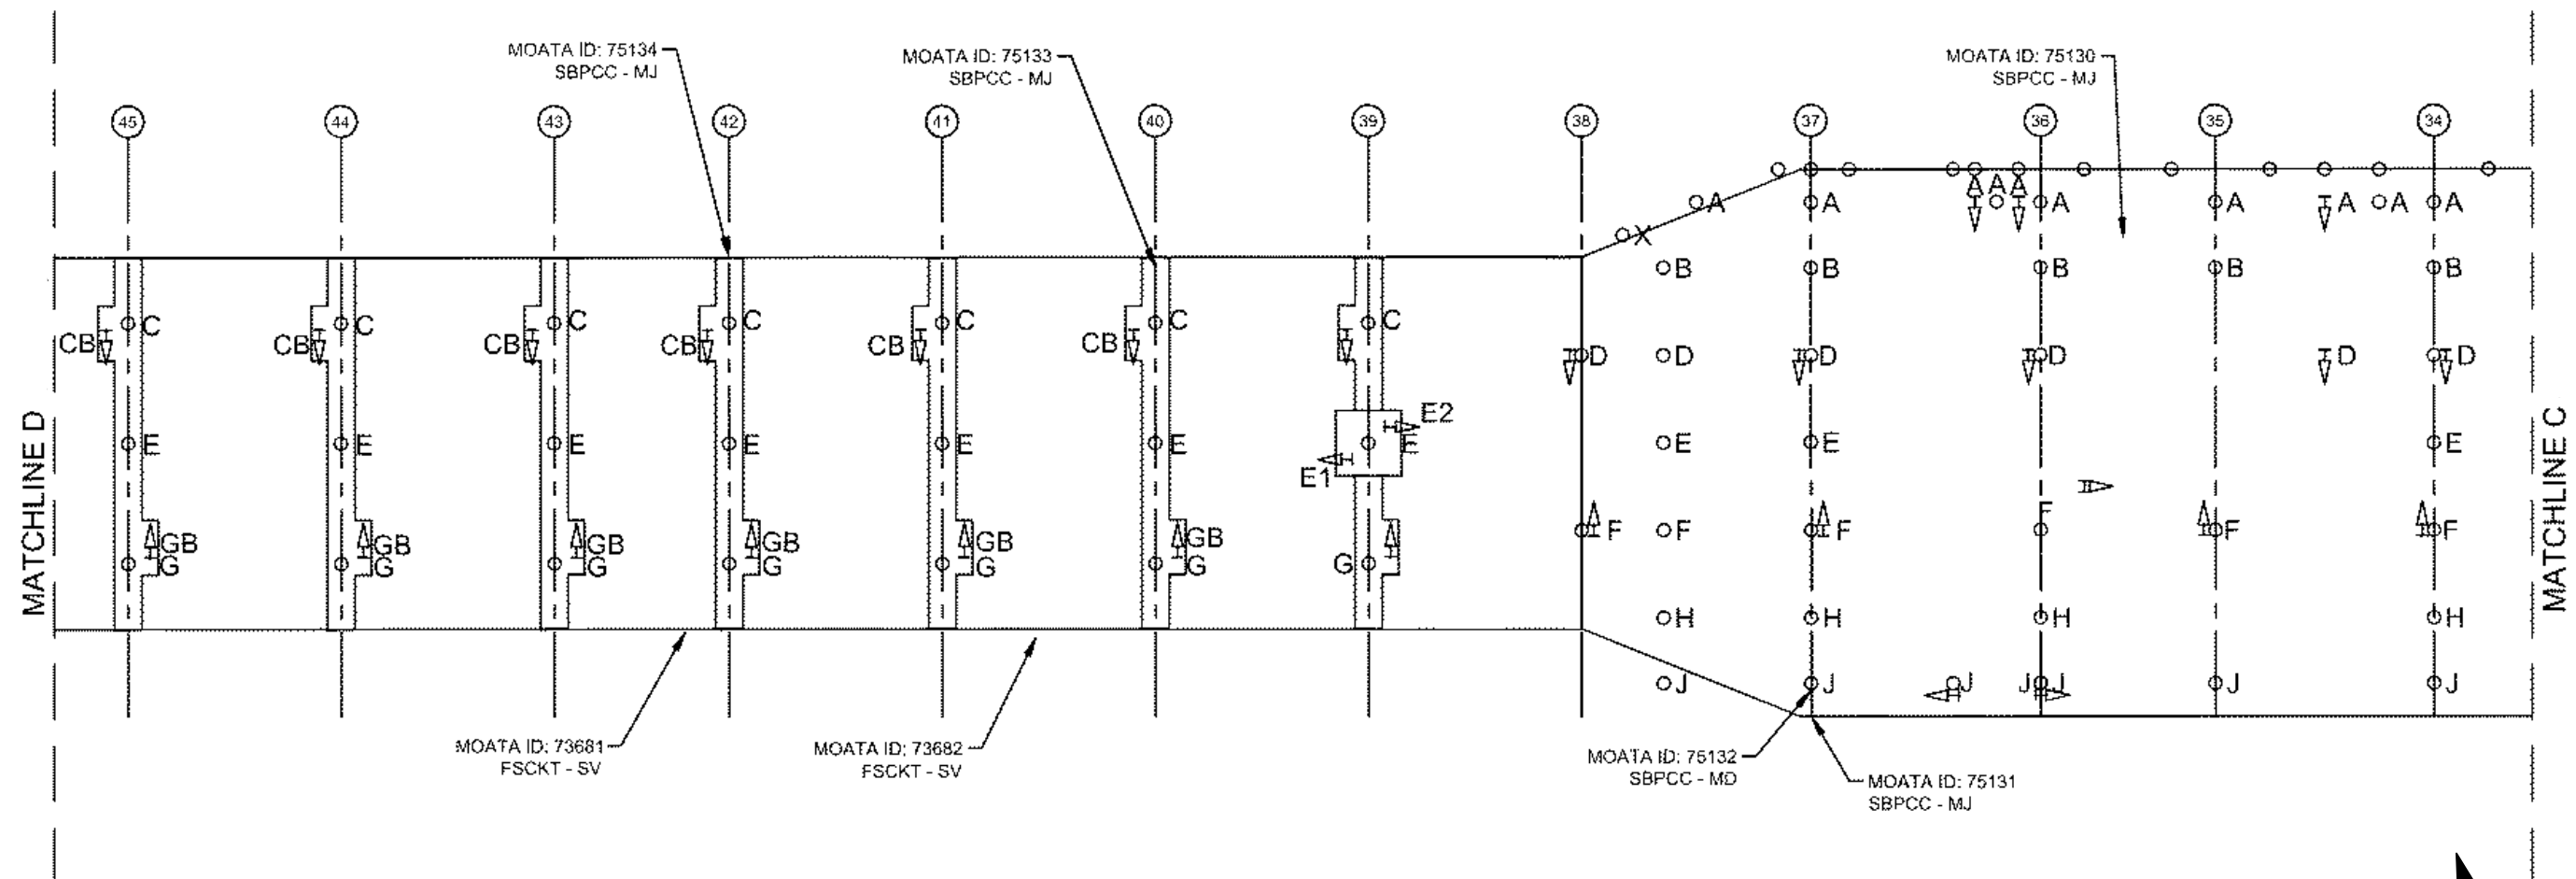 MOATA ID: 75134
SBPCC - MJ
MOATA ID: 75133
SBPCC - MJ
MOATA ID: 75130
SBPCC - MJ
45 44 43 42 41 40 39 38 37 36 35 34
A A
A A A A A A A
X
B B B B B
C C C C C C C
CB CB CB CB CB CB
D D D D D D
E2
E E E E E E E E E E
E1
F
F F F F F F
GB GB GB GB GB GB
G G G G G G G
H H H H
J J J J J J J
MATCHLINE D
MATCHLINE C
MOATA ID: 73681
FSCKT - SV
MOATA ID: 73682
FSCKT - SV
MOATA ID: 75132
SBPCC - MD
MOATA ID: 75131
SBPCC - MJ